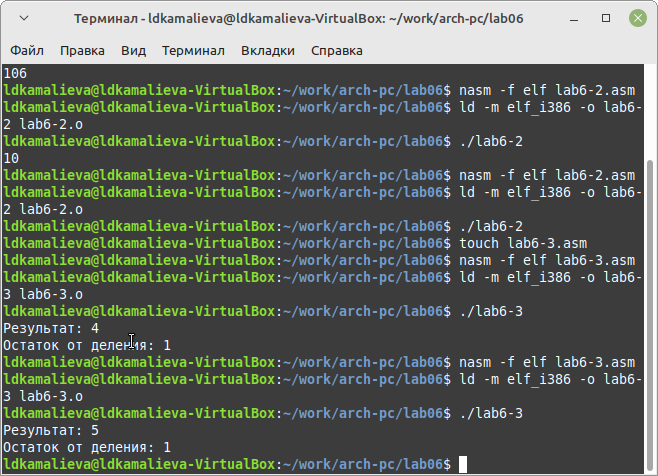 Терминал - ldkamalieva@ldkamalieva-VirtualBox: ~/work/arch-pc/lab06
Файл Правка Вид Терминал Вкладки Справка
106
ldkamalieva@ldkamalieva-VirtualBox:~/work/arch-pc/lab06$ nasm -f elf lab6-2.asm
ldkamalieva@ldkamalieva-VirtualBox:~/work/arch-pc/lab06$ ld -m elf_i386 -o lab6-
2 lab6-2.o
ldkamalieva@ldkamalieva-VirtualBox:~/work/arch-pc/lab06$ ./lab6-2
10
ldkamalieva@ldkamalieva-VirtualBox:~/work/arch-pc/lab06$ nasm -f elf lab6-2.asm
ldkamalieva@ldkamalieva-VirtualBox:~/work/arch-pc/lab06$ ld -m elf_i386 -o lab6-
2 lab6-2.o
ldkamalieva@ldkamalieva-VirtualBox:~/work/arch-pc/lab06$ ./lab6-2
ldkamalieva@ldkamalieva-VirtualBox:~/work/arch-pc/lab06$ touch lab6-3.asm
ldkamalieva@ldkamalieva-VirtualBox:~/work/arch-pc/lab06$ nasm -f elf lab6-3.asm
ldkamalieva@ldkamalieva-VirtualBox:~/work/arch-pc/lab06$ ld -m elf_i386 -o lab6-
3 lab6-3.o
ldkamalieva@ldkamalieva-VirtualBox:~/work/arch-pc/lab06$ ./lab6-3
Результат: 4
Остаток от деления: 1
ldkamalieva@ldkamalieva-VirtualBox:~/work/arch-pc/lab06$ nasm -f elf lab6-3.asm
ldkamalieva@ldkamalieva-VirtualBox:~/work/arch-pc/lab06$ ld -m elf_i386 -o lab6-
3 lab6-3.o
ldkamalieva@ldkamalieva-VirtualBox:~/work/arch-pc/lab06$ ./lab6-3
Результат: 5
Остаток от деления: 1
ldkamalieva@ldkamalieva-VirtualBox:~/work/arch-pc/lab06$